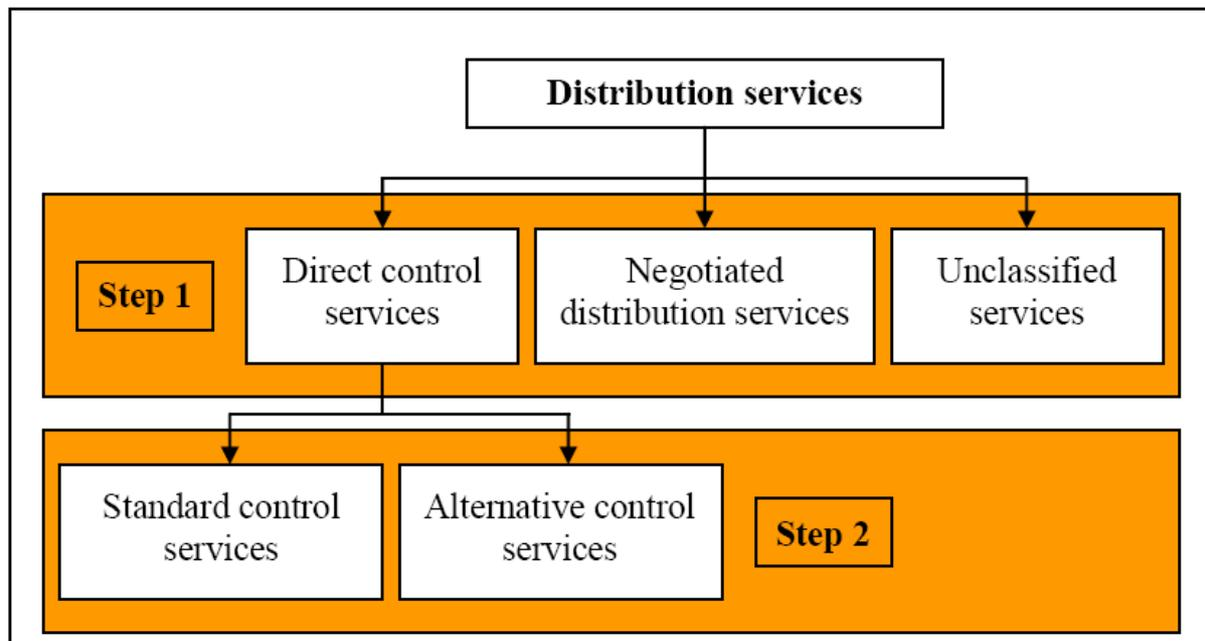 Distribution services
Step 1
Direct control
services
Negotiated
distribution services
Unclassified
services
Standard control
services
Alternative control
services
Step 2